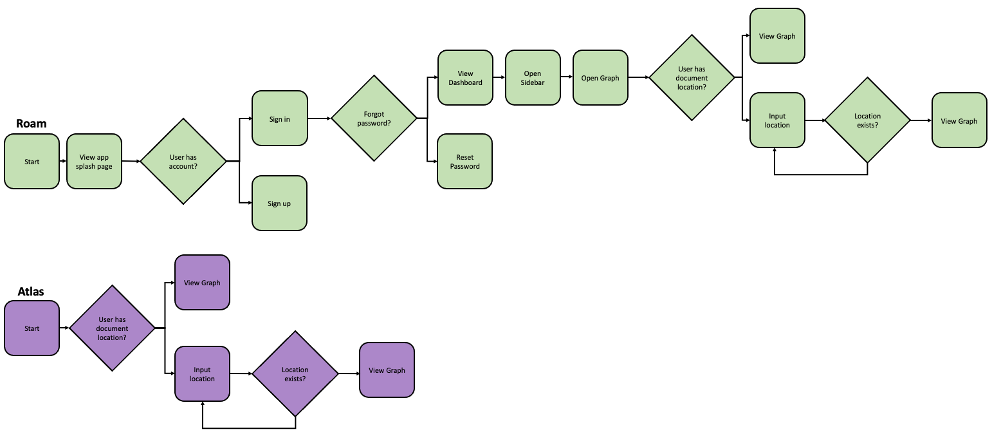 Roam
Start
View app
splash page
User has
account?
Sign in
Sign up
Forgot
password?
View
Dashboard
Reset
Password
Open
Sidebar
Open Graph
User has
document
location?
View Graph
Input
location
Location
exists?
View Graph
Atlas
Start
User has
document
location?
View Graph
Input
location
Location
exists?
View Graph